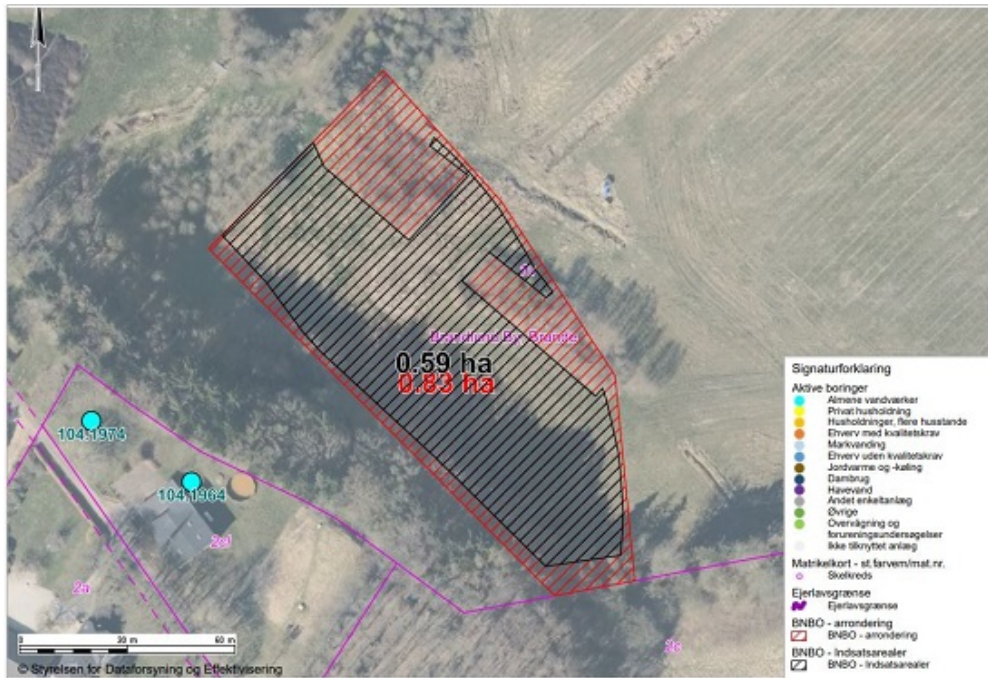 0.59 ha
0.83 ha
104.1974
104.1964
2a
0
30 m
60 m
© Styrelsen for Dataforsyning og Effektivisering
Signaturforklaring
Aktive boringer
Almene vandværker
Privat husholdning
Husholdninger, flere husstande
Erhverv med kvalitetskrav
Markvanding
Erhverv uden kvalitetskrav
Jordvarme og -køling
Dambrug
Havevand
Andet enkeltanlæg
Øvrige
Overvågning og
forureningsundersøgelser
Ikke tilknyttet anlæg
Matrikelkort - st.farvem/mat.nr.
Skelkreds
Ejerlavsgrænse
Ejerlavsgrænse
BNBO - arrondering
BNBO - arrondering
BNBO - Indsatsarealer
BNBO - Indsatsarealer